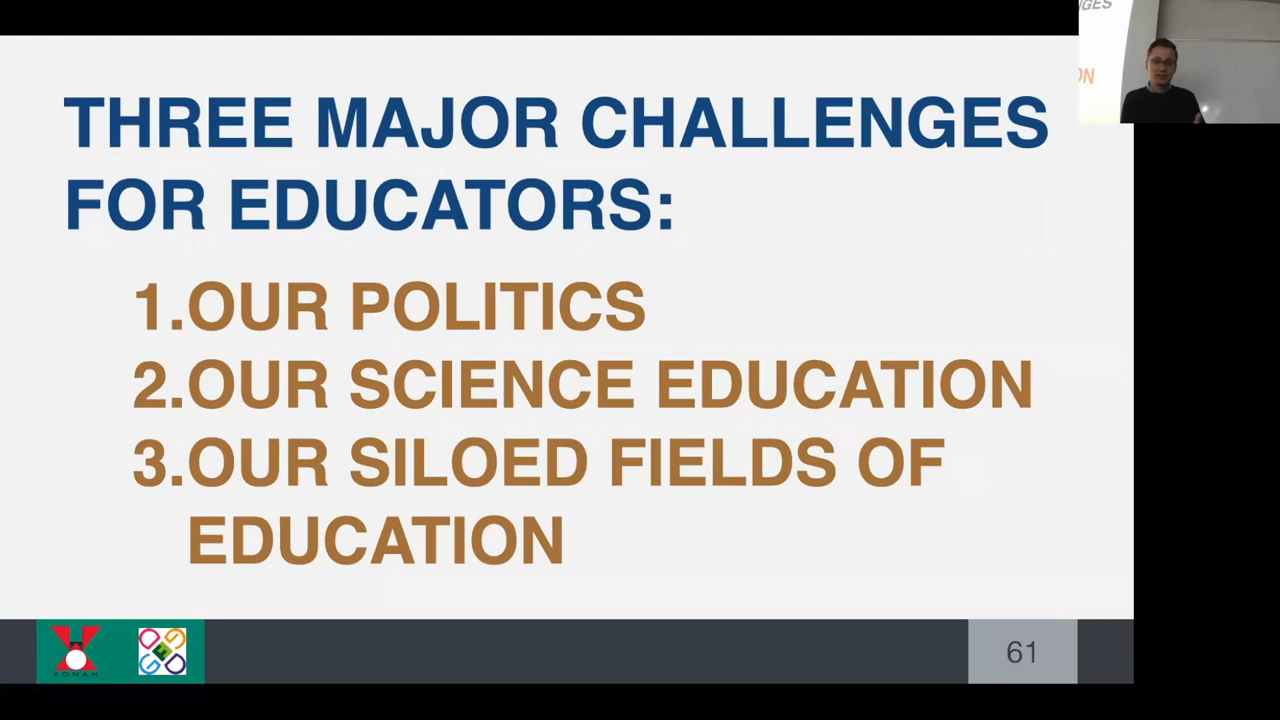 THREE MAJOR CHALLENGES
FOR EDUCATORS:
1.OUR POLITICS
2.OUR SCIENCE EDUCATION
3.OUR SILOED FIELDS OF
EDUCATION
KONAN
61